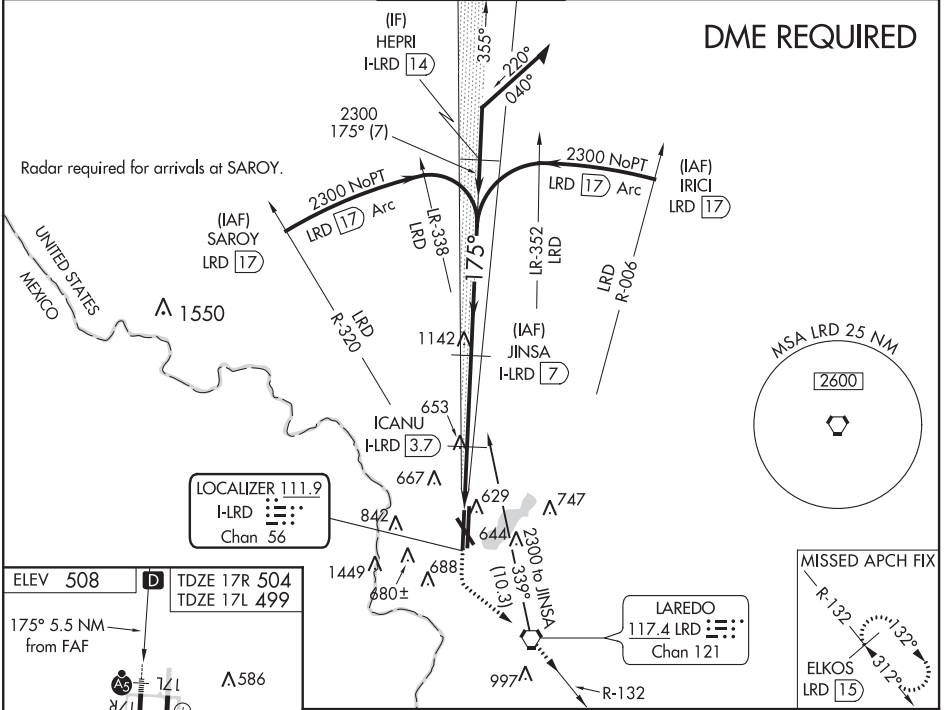 DME REQUIRED
(IF)
HEPRI
I-LRD 14
355°
220°
040°
2300
175° (7)
Radar required for arrivals at SAROY.
2300 NoPT
LRD 17 Arc
(IAF)
SAROY
LRD 17
LR-338
LRD
2300 NoPT
LRD 17 Arc
(IAF)
IRICI
LRD 17
LR-352
LRD
LRD
R-006
175°
UNITED STATES
MEXICO
1550
LRD
R-320
1142
(IAF)
JINSA
I-LRD 7
MSA LRD 25 NM
2600
653
ICANU
I-LRD 3.7
667
LOCALIZER 111.9
I-LRD
Chan 56
842
629
747
644
1449
680±
688
2300 to JINSA
339°
(10.3)
LAREDO
117.4 LRD
Chan 121
997
R-132
MISSED APCH FIX
R-132
132°
312°
ELKOS
LRD 15
ELEV 508
D
TDZE 17R 504
TDZE 17L 499
175° 5.5 NM
from FAF
A5
17L
17R
586